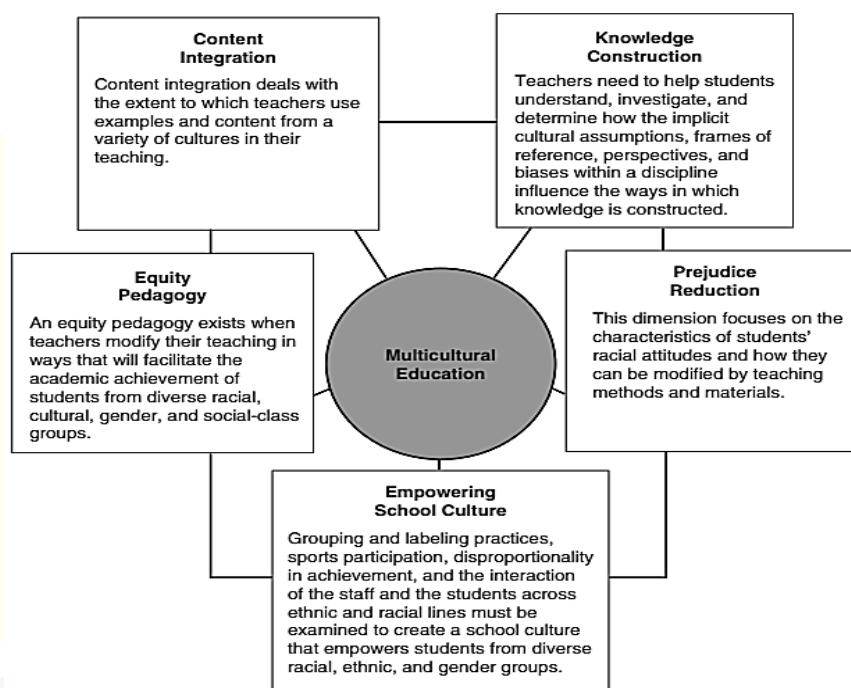 Content
Integration
Content integration deals with
the extent to which teachers use
examples and content from a
variety of cultures in their
teaching.
Knowledge
Construction
Teachers need to help students
understand, investigate, and
determine how the implicit
cultural assumptions, frames of
reference, perspectives, and
biases within a discipline
influence the ways in which
knowledge is constructed.
Equity
Pedagogy
An equity pedagogy exists when
teachers modify their teaching in
ways that will facilitate the
academic achievement of
students from diverse racial,
cultural, gender, and social-class
groups.
Multicultural
Education
Prejudice
Reduction
This dimension focuses on the
characteristics of students'
racial attitudes and how they
can be modified by teaching
methods and materials.
Empowering
School Culture
Grouping and labeling practices,
sports participation, disproportionality
in achievement, and the interaction
of the staff and the students across
ethnic and racial lines must be
examined to create a school culture
that empowers students from diverse
racial, ethnic, and gender groups.